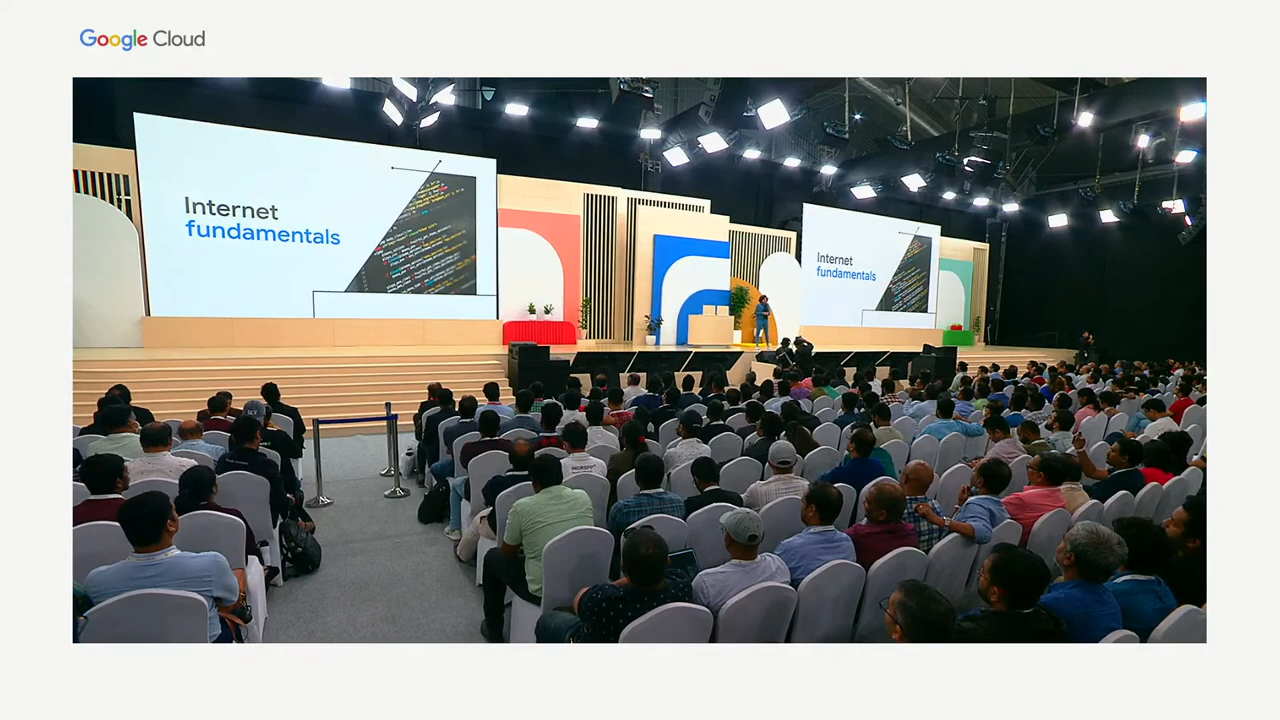 Google Cloud
Internet
fundamentals
Internet
fundamentals